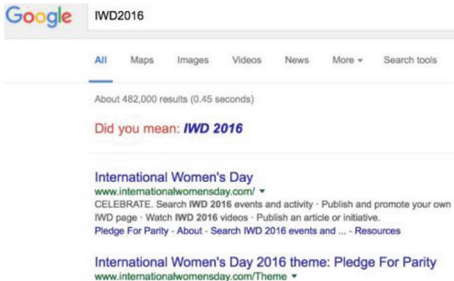 Google IWD2016
All Maps Images Videos News More Search tools
About 482,000 results (0.45 seconds)
Did you mean: IWD 2016
International Women's Day
www.internationalwomensday.com/
CELEBRATE. Search IWD 2016 events and activity · Publish and promote your own
IWD page · Watch IWD 2016 videos · Publish an article or initiative.
Pledge For Parity - About - Search IWD 2016 events and ... - Resources
International Women's Day 2016 theme: Pledge For Parity
www.internationalwomensday.com/Theme